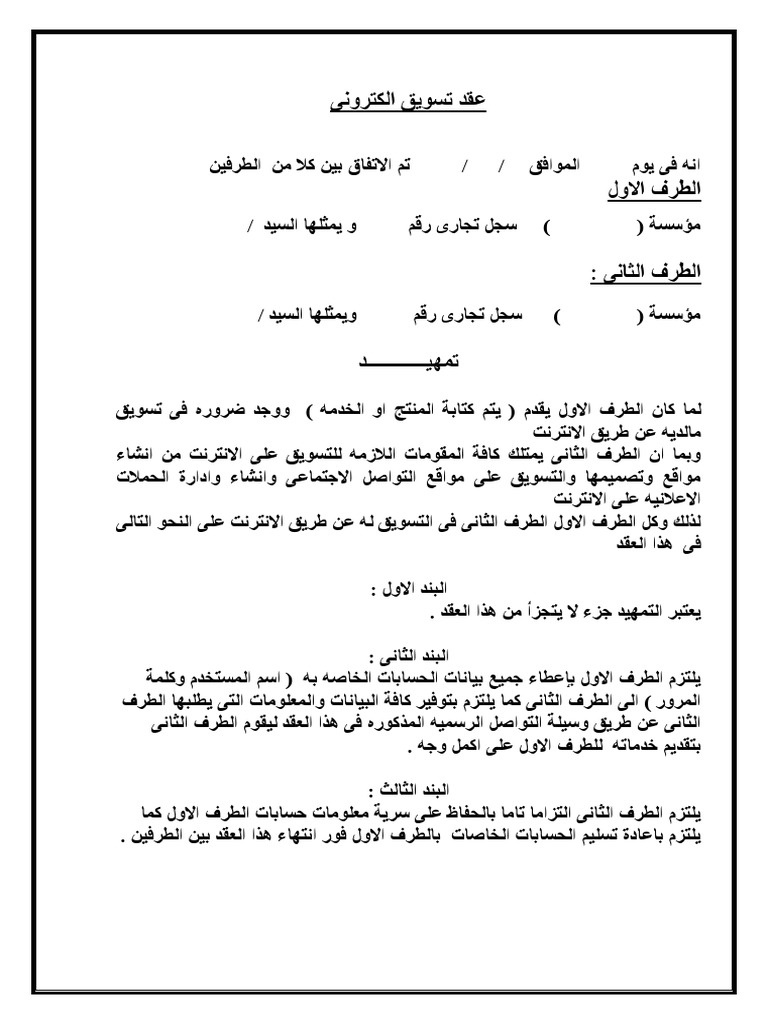 عقد تسويق الكترونى
انه فى يوم الموافق / / تم الاتفاق بين كلا من الطرفين
الطرف الاول
مؤسسة ( ) سجل تجارى رقم و يمثلها السيد /
الطرف الثانى :
مؤسسة ( ) سجل تجارى رقم ويمثلها السيد /
تمهيــــــــــــد
لما كان الطرف الاول يقدم ( يتم كتابة المنتج او الخدمه ) ووجد ضروره فى تسويق
مالديه عن طريق الانترنت
وبما ان الطرف الثانى يمتلك كافة المقومات اللازمه للتسويق على الانترنت من انشاء
مواقع وتصميمها والتسويق على مواقع التواصل الاجتماعى وانشاء وادارة الحملات
الاعلانيه على الانترنت
لذلك وكل الطرف الاول الطرف الثانى فى التسويق له عن طريق الانترنت على النحو التالى
فى هذا العقد
البند الاول :
يعتبر التمهيد جزء لا يتجزأ من هذا العقد .
البند الثانى :
يلتزم الطرف الاول بإعطاء جميع بيانات الحسابات الخاصه به ( اسم المستخدم وكلمة
المرور ) الى الطرف الثانى كما يلتزم بتوفير كافة البيانات والمعلومات التى يطلبها الطرف
الثانى عن طريق وسيلة التواصل الرسميه المذكوره فى هذا العقد ليقوم الطرف الثانى
بتقديم خدماته للطرف الاول على اكمل وجه .
البند الثالث :
يلتزم الطرف الثانى التزاما تاما بالحفاظ على سرية معلومات حسابات الطرف الاول كما
يلتزم باعادة تسليم الحسابات الخاصات بالطرف الاول فور انتهاء هذا العقد بين الطرفين .